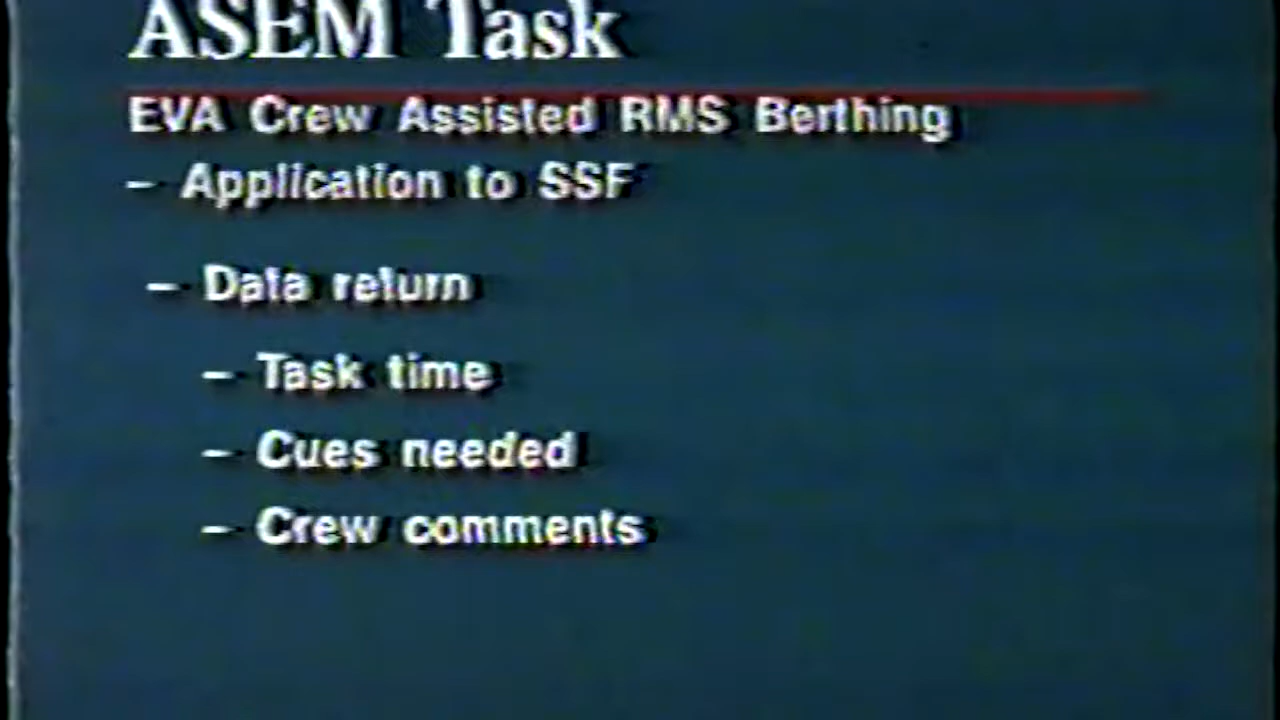 ASEM Task
EVA Crew Assisted RMS Berthing
– Application to SSF
– Data return
– Task time
– Cues needed
– Crew comments